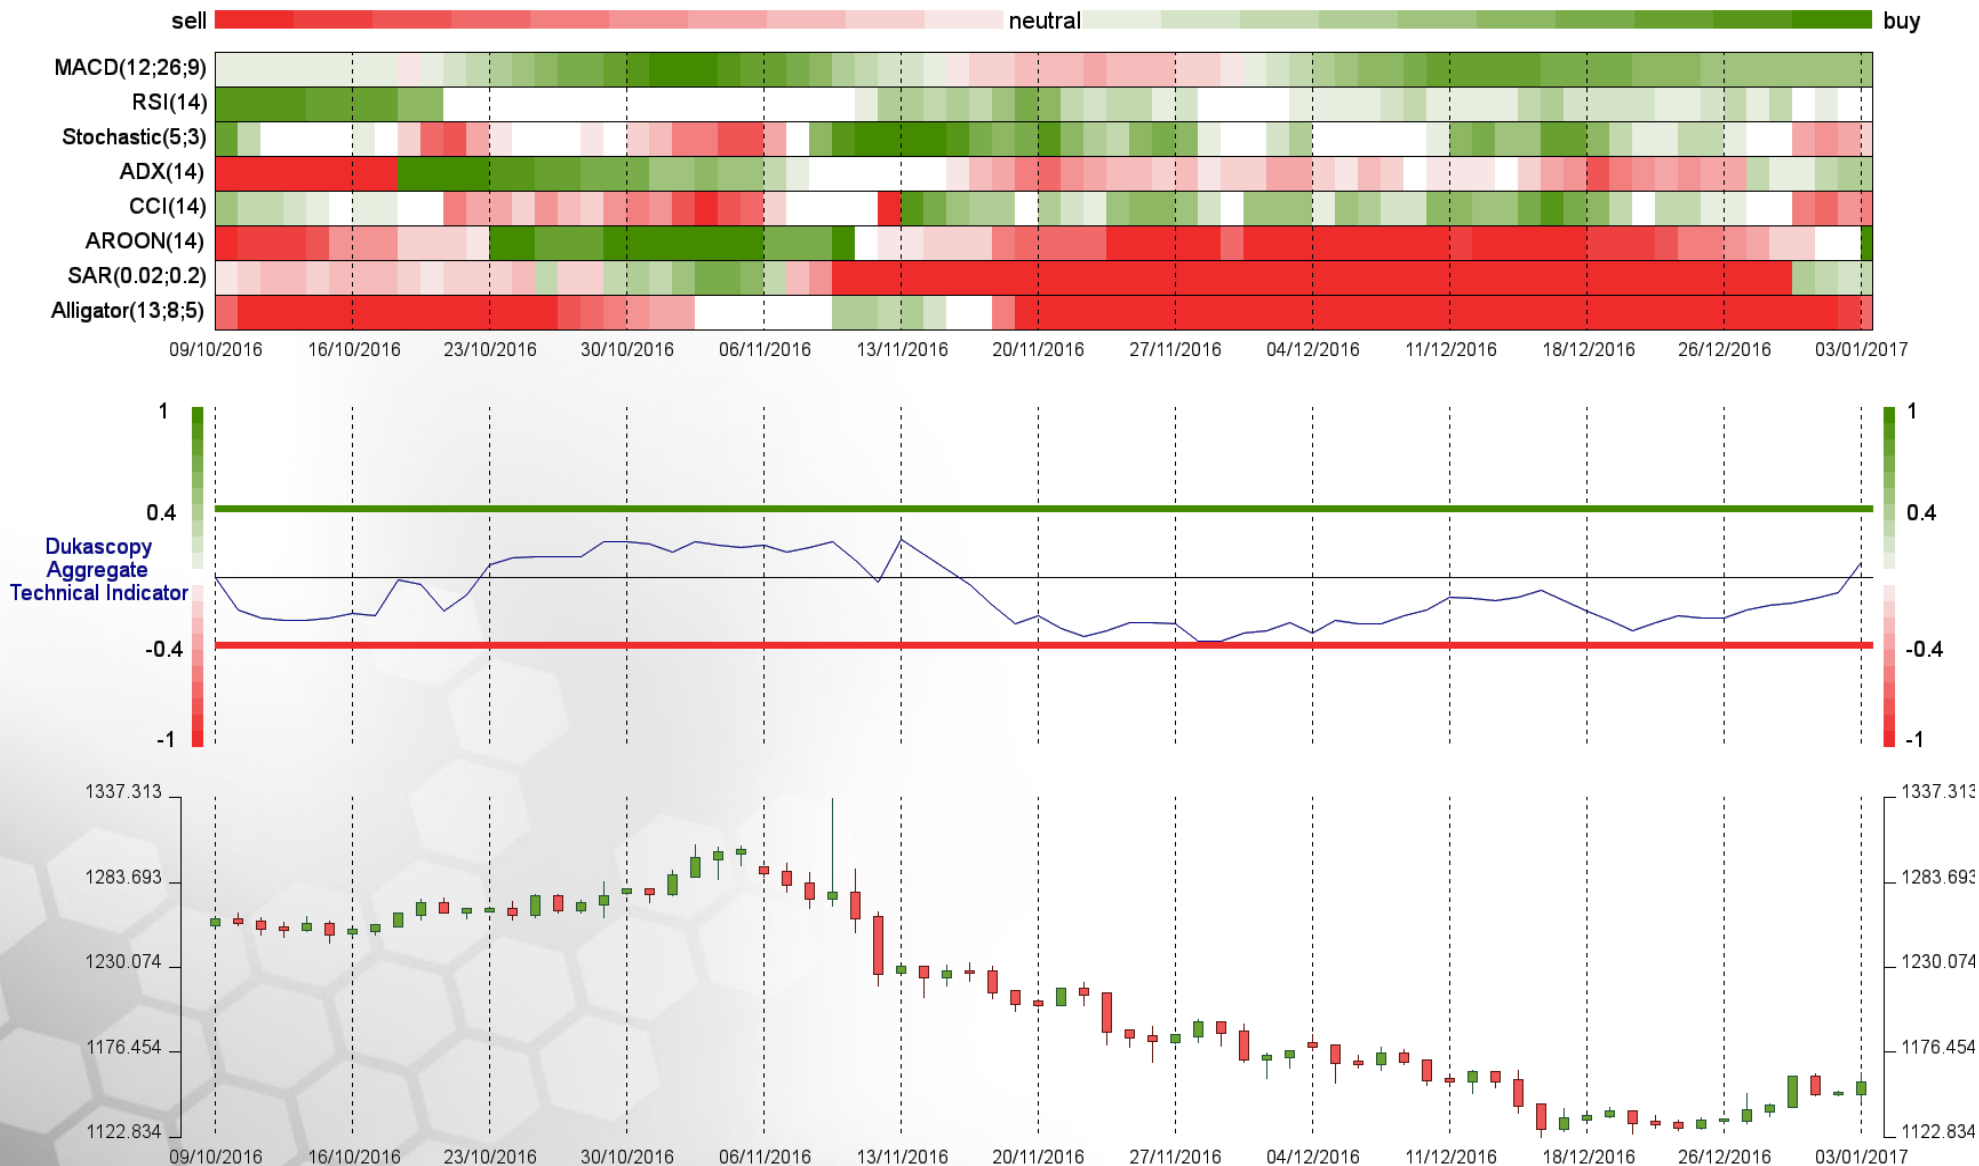 sell neutral buy
MACD(12;26;9)
RSI(14)
Stochastic(5;3)
ADX(14)
CCI(14)
AROON(14)
SAR(0.02;0.2)
Alligator(13;8;5)
09/10/2016 16/10/2016 23/10/2016 30/10/2016 06/11/2016 13/11/2016 20/11/2016 27/11/2016 04/12/2016 11/12/2016 18/12/2016 26/12/2016 03/01/2017
1 1
0.4 0.4
Dukascopy
Aggregate
Technical Indicator
-0.4 -0.4
-1 -1
1337.313 1337.313
1283.693 1283.693
1230.074 1230.074
1176.454 1176.454
1122.834 1122.834
09/10/2016 16/10/2016 23/10/2016 30/10/2016 06/11/2016 13/11/2016 20/11/2016 27/11/2016 04/12/2016 11/12/2016 18/12/2016 26/12/2016 03/01/2017